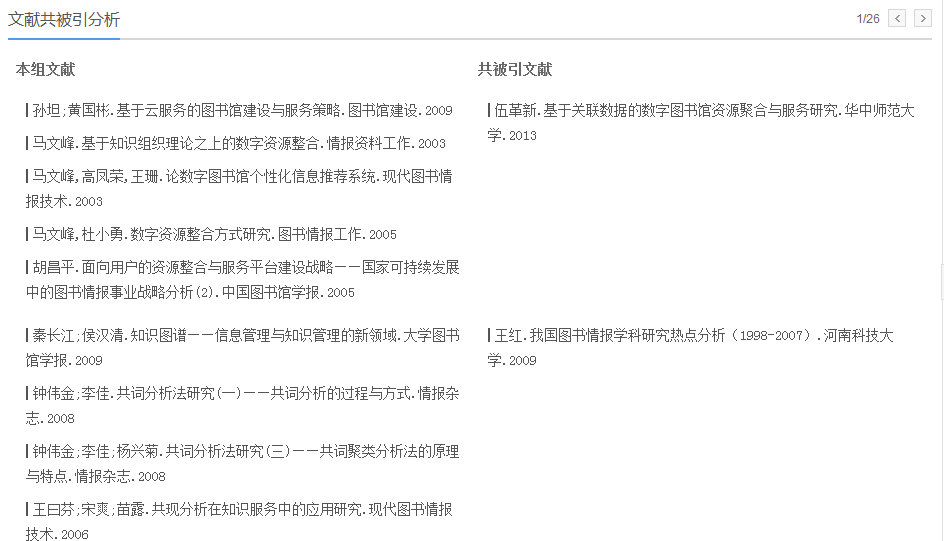 文献共被引分析
1/26
本组文献
共被引文献
孙坦;黄国彬.基于云服务的图书馆建设与服务策略.图书馆建设.2009
马文峰.基于知识组织理论之上的数字资源整合.情报资料工作.2003
马文峰,高凤荣,王珊.论数字图书馆个性化信息推荐系统.现代图书情
报技术.2003
马文峰,杜小勇.数字资源整合方式研究.图书情报工作.2005
胡昌平.面向用户的资源整合与服务平台建设战略——国家可持续发展
中的图书情报事业战略分析(2).中国图书馆学报.2005
伍革新.基于关联数据的数字图书馆资源聚合与服务研究.华中师范大
学.2013
秦长江;侯汉清.知识图谱——信息管理与知识管理的新领域.大学图书
馆学报.2009
钟伟金;李佳.共词分析法研究(一)——共词分析的过程与方式.情报杂
志.2008
钟伟金;李佳;杨兴菊.共词分析法研究(三)——共词聚类分析法的原理
与特点.情报杂志.2008
王曰芬;宋爽;苗露.共现分析在知识服务中的应用研究.现代图书情报
技术.2006
王红.我国图书情报学科研究热点分析（1998-2007）.河南科技大
学.2009